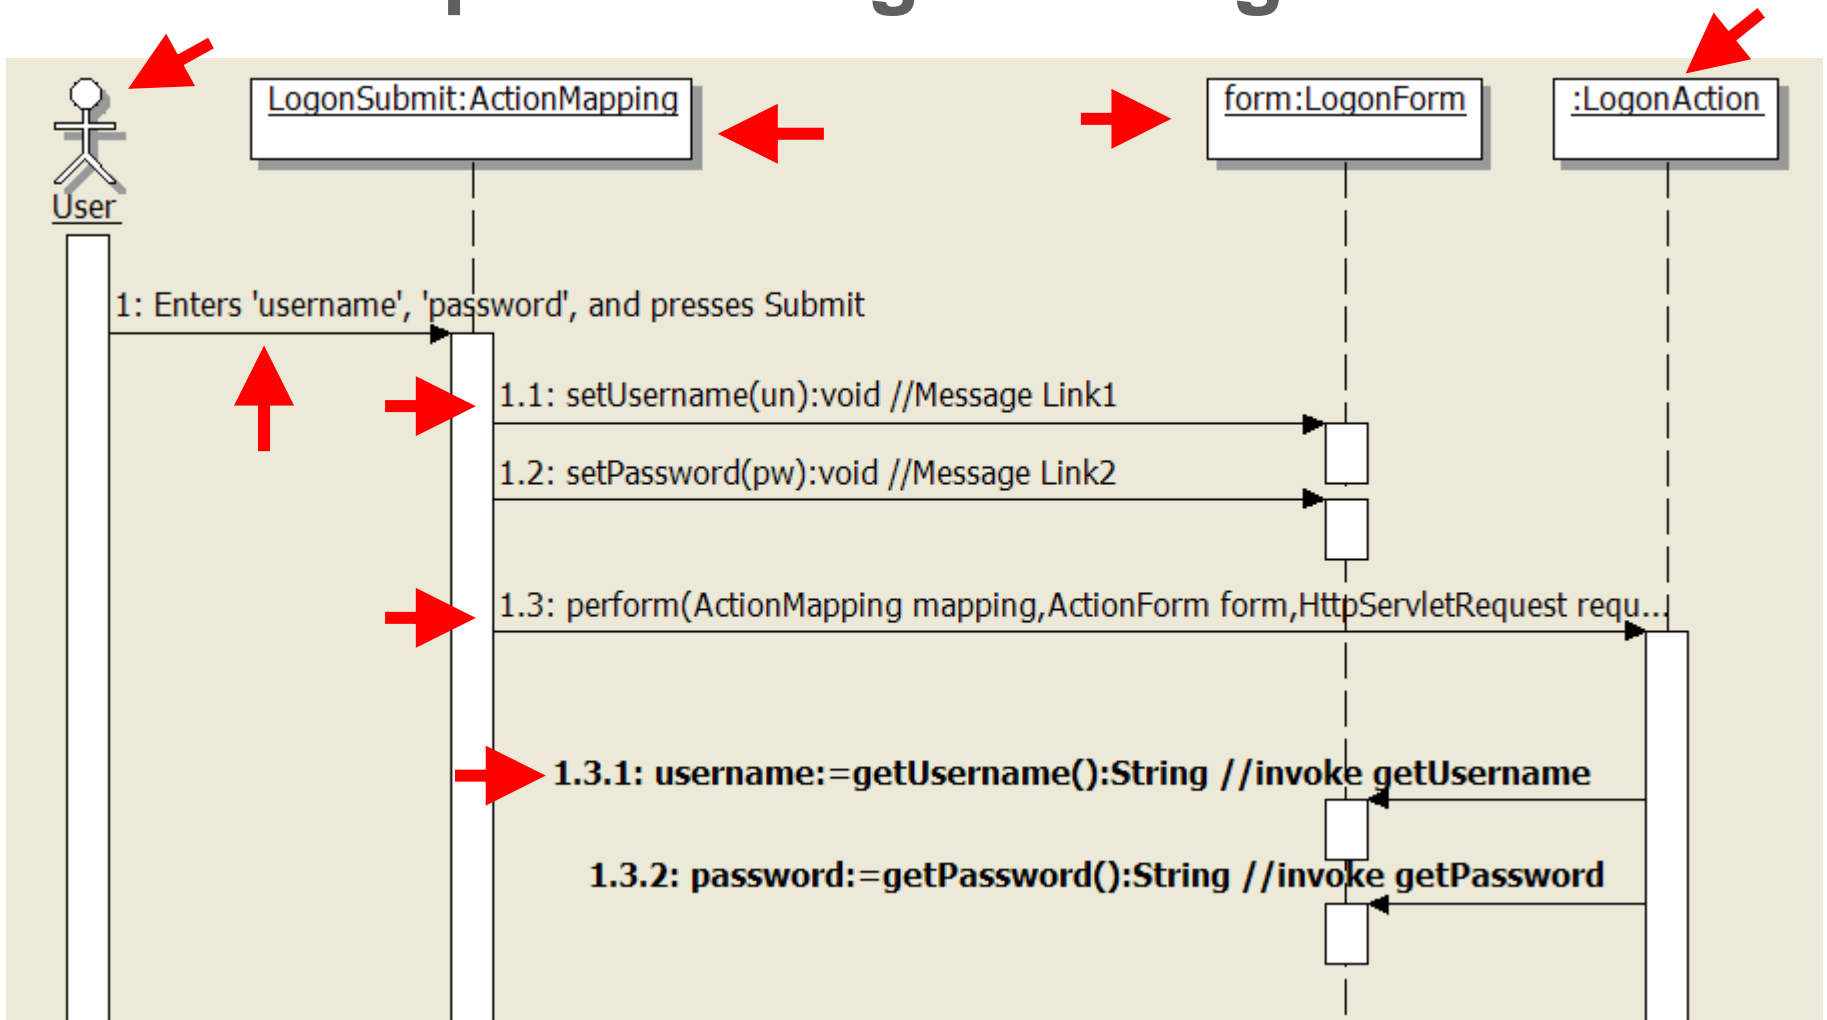 LogonSubmit:ActionMapping
form:LogonForm
:LogonAction
User
1: Enters 'username', 'password', and presses Submit
1.1: setUsername(un):void //Message Link1
1.2: setPassword(pw):void //Message Link2
1.3: perform(ActionMapping mapping,ActionForm form,HttpServletRequest requ...
1.3.1: username:=getUsername():String //invoke getUsername
1.3.2: password:=getPassword():String //invoke getPassword